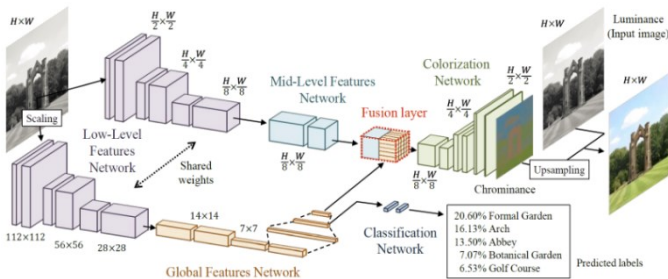 H×W
H/2 × W/2
H/4 × W/4
H/8 × W/8
Scaling
Low-Level
Features
Network
Mid-Level Features
Network
H/8 × W/8
Fusion layer
Colorization
Network
H/2 × W/2
H/4 × W/4
H/8 × W/8
Chrominance
Luminance
(Input image)
H×W
H×W
Upsampling
Shared
weights
112×112
56×56
28×28
14×14
7×7
Global Features Network
Classification
Network
20.60% Formal Garden
16.13% Arch
13.50% Abbey
7.07% Botanical Garden
6.53% Golf Course
Predicted labels